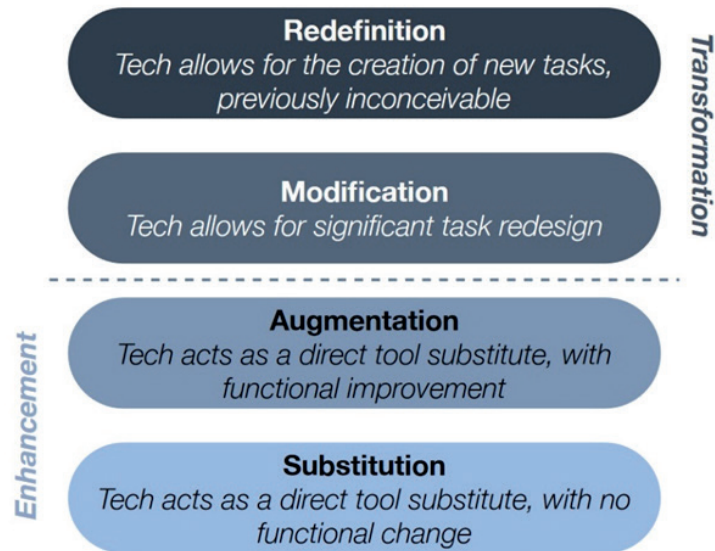 Redefinition
Tech allows for the creation of new tasks,
previously inconceivable
Modification
Tech allows for significant task redesign
Transformation
Augmentation
Tech acts as a direct tool substitute, with
functional improvement
Substitution
Tech acts as a direct tool substitute, with no
functional change
Enhancement